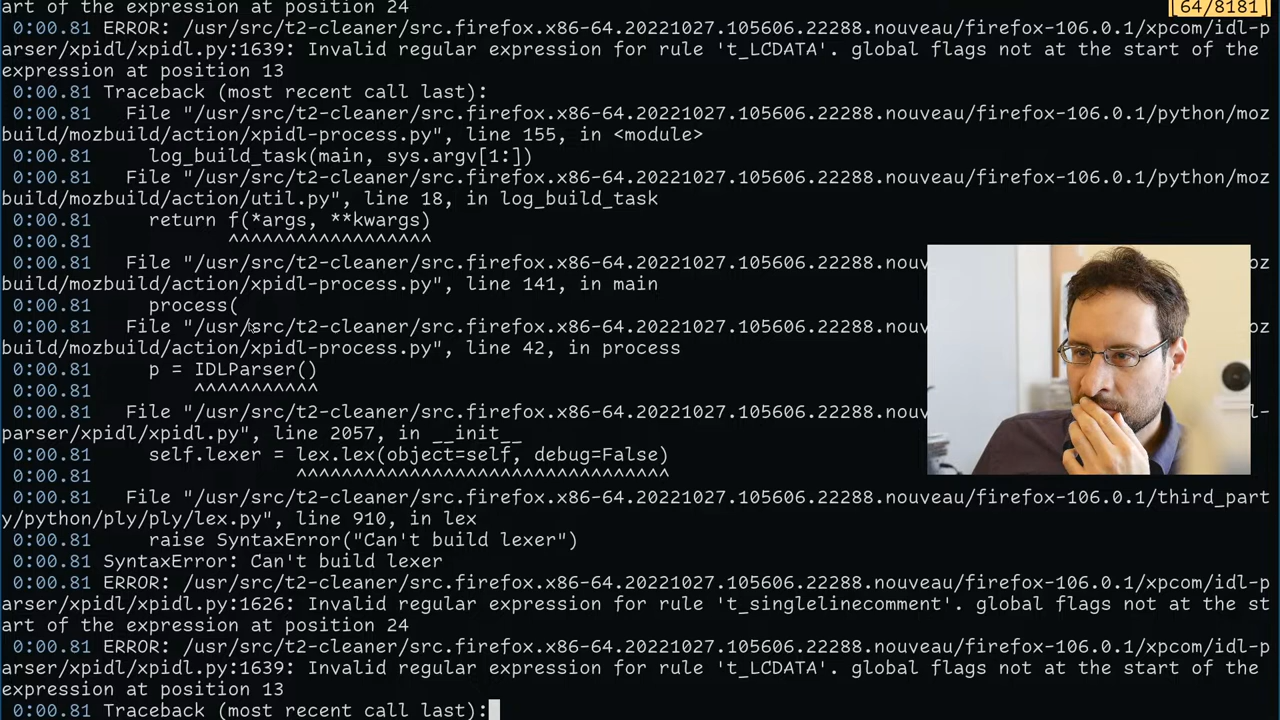 art of the expression at position 24
[64/8181]
0:00.81 ERROR: /usr/src/t2-cleaner/src.firefox.x86-64.20221027.105606.22288.nouveau/firefox-106.0.1/xpcom/idl-p
arser/xpidl/xpidl.py:1639: Invalid regular expression for rule 't_LCDATA'. global flags not at the start of the
expression at position 13
0:00.81 Traceback (most recent call last):
0:00.81   File "/usr/src/t2-cleaner/src.firefox.x86-64.20221027.105606.22288.nouveau/firefox-106.0.1/python/moz
build/mozbuild/action/xpidl-process.py", line 155, in <module>
0:00.81     log_build_task(main, sys.argv[1:])
0:00.81   File "/usr/src/t2-cleaner/src.firefox.x86-64.20221027.105606.22288.nouveau/firefox-106.0.1/python/moz
build/mozbuild/action/util.py", line 18, in log_build_task
0:00.81     return f(*args, **kwargs)
0:00.81            ^^^^^^^^^^^^^^^^^^
0:00.81   File "/usr/src/t2-cleaner/src.firefox.x86-64.20221027.105606.22288.nouv
build/mozbuild/action/xpidl-process.py", line 141, in main
0:00.81     process(
0:00.81   File "/usr/src/t2-cleaner/src.firefox.x86-64.20221027.105606.22288.nouv
build/mozbuild/action/xpidl-process.py", line 42, in process
0:00.81     p = IDLParser()
0:00.81         ^^^^^^^^^^^
0:00.81   File "/usr/src/t2-cleaner/src.firefox.x86-64.20221027.105606.22288.nouv
parser/xpidl/xpidl.py", line 2057, in __init__
0:00.81     self.lexer = lex.lex(object=self, debug=False)
0:00.81                  ^^^^^^^^^^^^^^^^^^^^^^^^^^^^^^^^^
0:00.81   File "/usr/src/t2-cleaner/src.firefox.x86-64.20221027.105606.22288.nouveau/firefox-106.0.1/third_part
y/python/ply/ply/lex.py", line 910, in lex
0:00.81     raise SyntaxError("Can't build lexer")
0:00.81 SyntaxError: Can't build lexer
0:00.81 ERROR: /usr/src/t2-cleaner/src.firefox.x86-64.20221027.105606.22288.nouveau/firefox-106.0.1/xpcom/idl-p
arser/xpidl/xpidl.py:1626: Invalid regular expression for rule 't_singlelinecomment'. global flags not at the st
art of the expression at position 24
0:00.81 ERROR: /usr/src/t2-cleaner/src.firefox.x86-64.20221027.105606.22288.nouveau/firefox-106.0.1/xpcom/idl-p
arser/xpidl/xpidl.py:1639: Invalid regular expression for rule 't_LCDATA'. global flags not at the start of the
expression at position 13
0:00.81 Traceback (most recent call last):